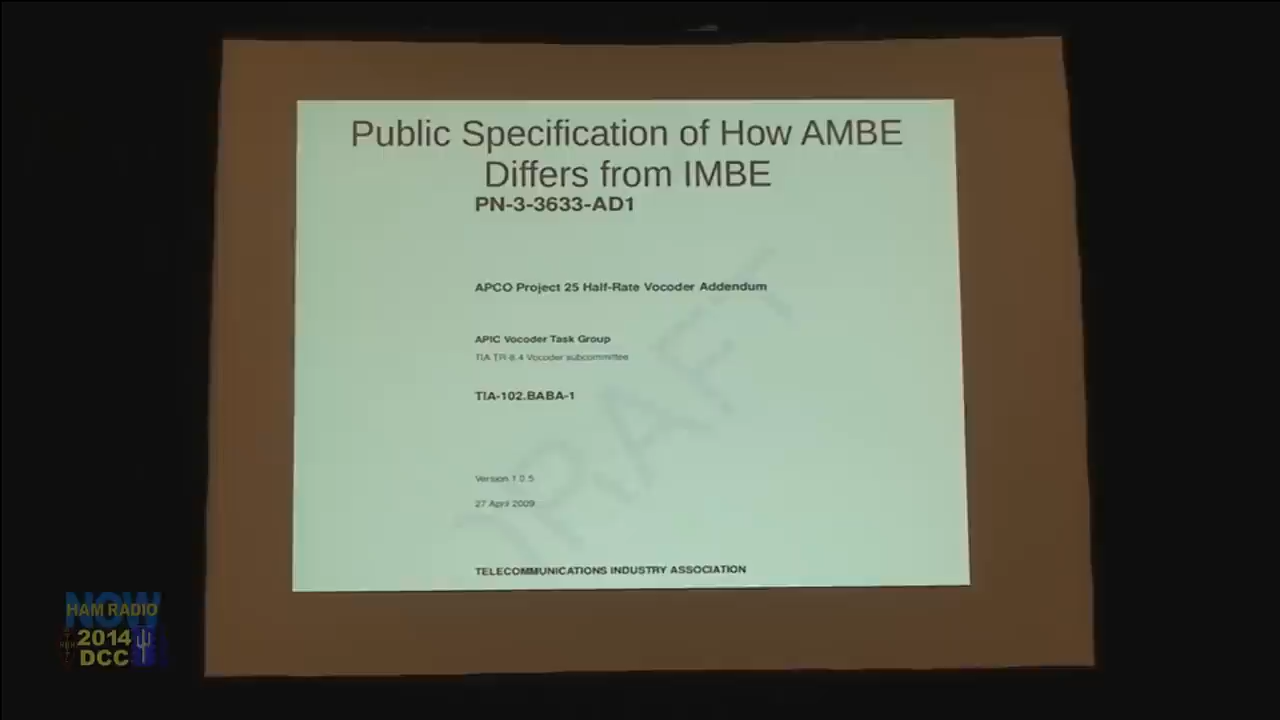 Public Specification of How AMBE
Differs from IMBE
PN-3-3633-AD1
APCO Project 25 Half-Rate Vocoder Addendum
APIC Vocoder Task Group
TIA TR-8.4 Vocoder subcommittee
TIA-102.BABA-1
Version 1.0.5
27 April 2009
DRAFT
TELECOMMUNICATIONS INDUSTRY ASSOCIATION
NOW
HAM RADIO
2014
DCC